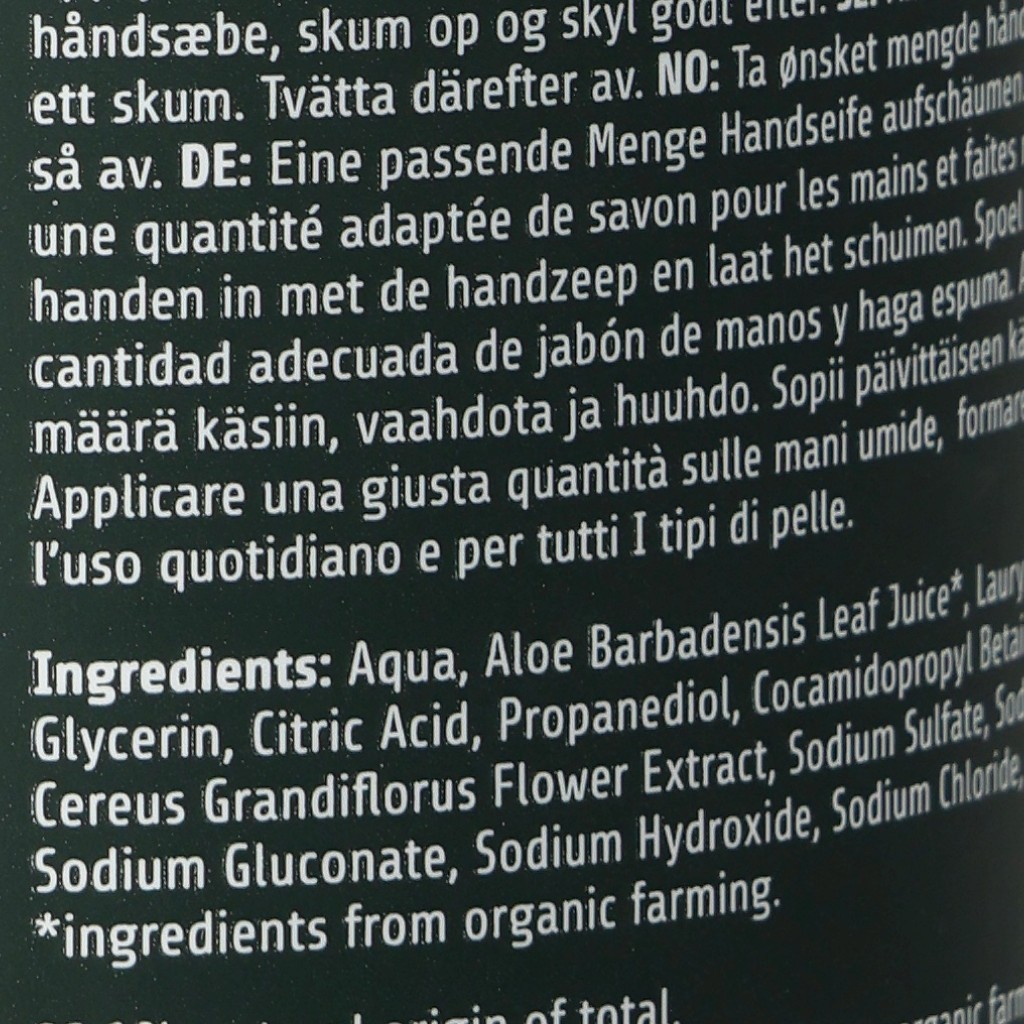 håndsæbe, skum op og skyl godt efter.
ett skum. Tvätta därefter av. NO: Ta ønsket mengde
så av. DE: Eine passende Menge Handseife aufschäumen
une quantité adaptée de savon pour les mains et faites
handen in met de handzeep en laat het schuimen. Spoel
cantidad adecuada de jabón de manos y haga espuma.
määrä käsiin, vaahdota ja huuhdo. Sopii päivittäiseen
Applicare una giusta quantità sulle mani umide, formare
l'uso quotidiano e per tutti I tipi di pelle.
Ingredients: Aqua, Aloe Barbadensis Leaf Juice*,
Glycerin, Citric Acid, Propanediol, Cocamidopropyl
Cereus Grandiflorus Flower Extract, Sodium Sulfate,
Sodium Gluconate, Sodium Hydroxide, Sodium Chloride,
*ingredients from organic farming.
origin of total.